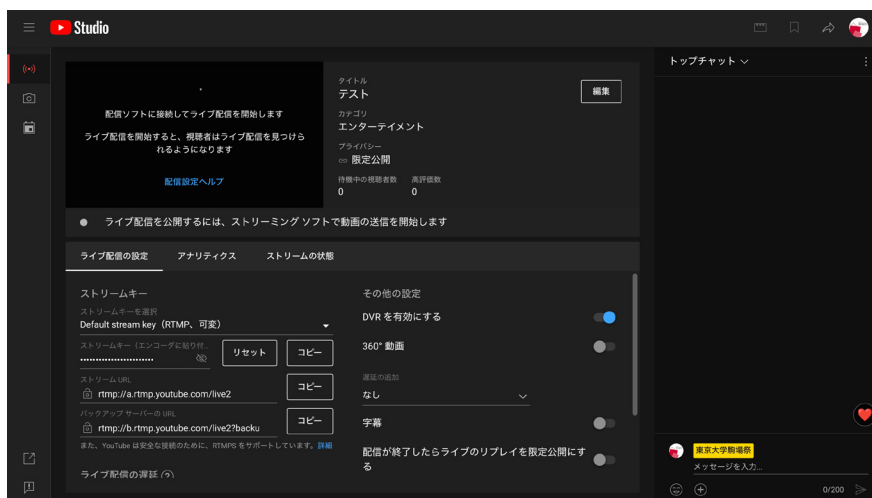 Studio
配信ソフトに接続してライブ配信を開始します
ライブ配信を開始すると、視聴者はライブ配信を見つけら
れるようになります
配信設定ヘルプ
タイトル
テスト
編集
カテゴリ
エンターテイメント
プライバシー
限定公開
待機中の視聴者数 高評価数
0 0
ライブ配信を公開するには、ストリーミング ソフトで動画の送信を開始します
ライブ配信の設定 アナリティクス ストリームの状態
ストリームキー
ストリームキーを選択
Default stream key（RTMP、可変）
ストリームキー（エンコーダに貼り付..
••••••••••••••••••••••••
リセット
コピー
ストリーム URL
rtmp://a.rtmp.youtube.com/live2
コピー
バックアップ サーバーの URL
rtmp://b.rtmp.youtube.com/live2?backu
コピー
また、YouTube は安全な接続のために、RTMPS をサポートしています。詳細
ライブ配信の遅延
その他の設定
DVR を有効にする
360° 動画
遅延の追加
なし
字幕
配信が終了したらライブのリプレイを限定公開にす
る
トップチャット
東京大学駒場祭
メッセージを入力...
0/200